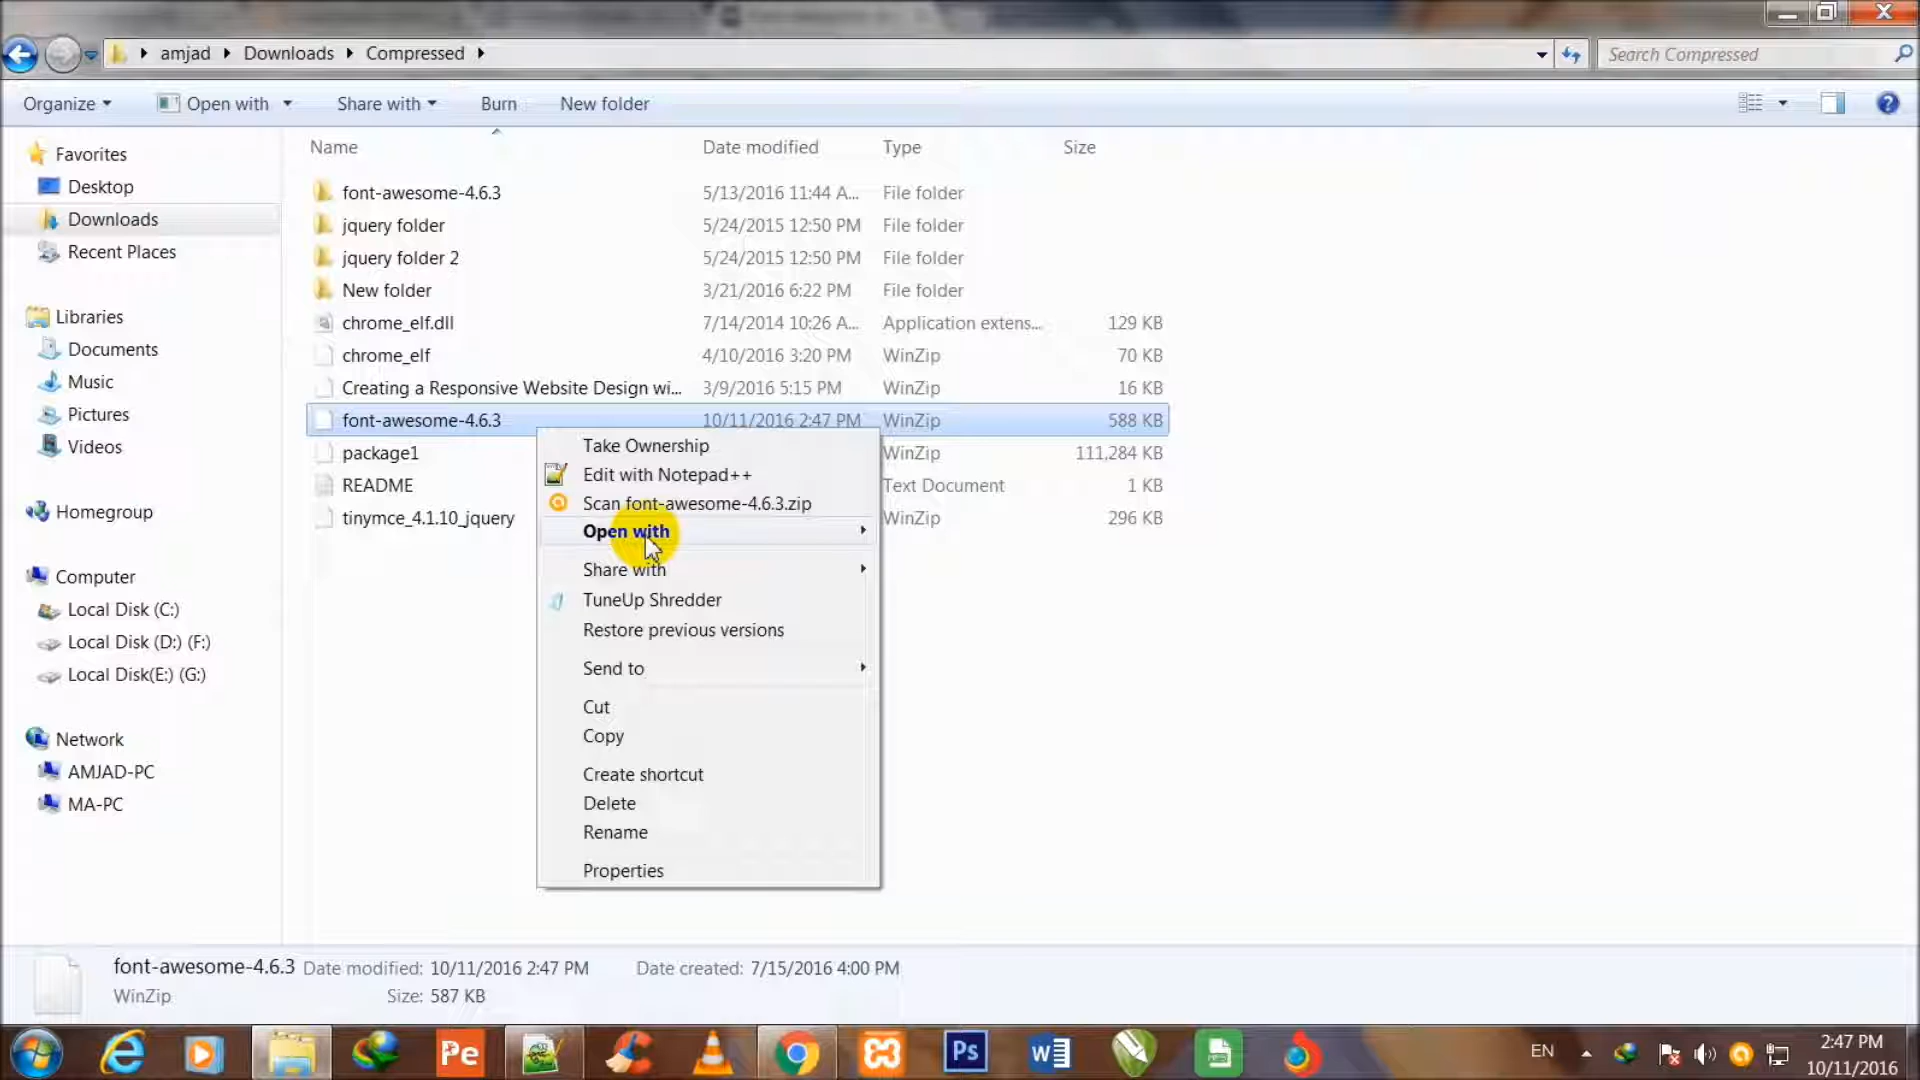 amjad Downloads Compressed
Search Compressed
Organize Open with Share with Burn New folder
Name Date modified Type Size
Favorites
Desktop
Downloads
Recent Places
Libraries
Documents
Music
Pictures
Videos
Homegroup
Computer
Local Disk (C:)
Local Disk (D:) (F:)
Local Disk(E:) (G:)
Network
AMJAD-PC
MA-PC
font-awesome-4.6.3 5/13/2016 11:44 A... File folder
jquery folder 5/24/2015 12:50 PM File folder
jquery folder 2 5/24/2015 12:50 PM File folder
New folder 3/21/2016 6:22 PM File folder
chrome_elf.dll 7/14/2014 10:26 A... Application extens... 129 KB
chrome_elf 4/10/2016 3:20 PM WinZip 70 KB
Creating a Responsive Website Design wi... 3/9/2016 5:15 PM WinZip 16 KB
font-awesome-4.6.3 10/11/2016 2:47 PM WinZip 588 KB
package1 WinZip 111,284 KB
README Text Document 1 KB
tinymce_4.1.10_jquery WinZip 296 KB
Take Ownership
Edit with Notepad++
Scan font-awesome-4.6.3.zip
Open with
Share with
TuneUp Shredder
Restore previous versions
Send to
Cut
Copy
Create shortcut
Delete
Rename
Properties
font-awesome-4.6.3 Date modified: 10/11/2016 2:47 PM Date created: 7/15/2016 4:00 PM
WinZip Size: 587 KB
Pe
Ps
W
EN
2:47 PM
10/11/2016